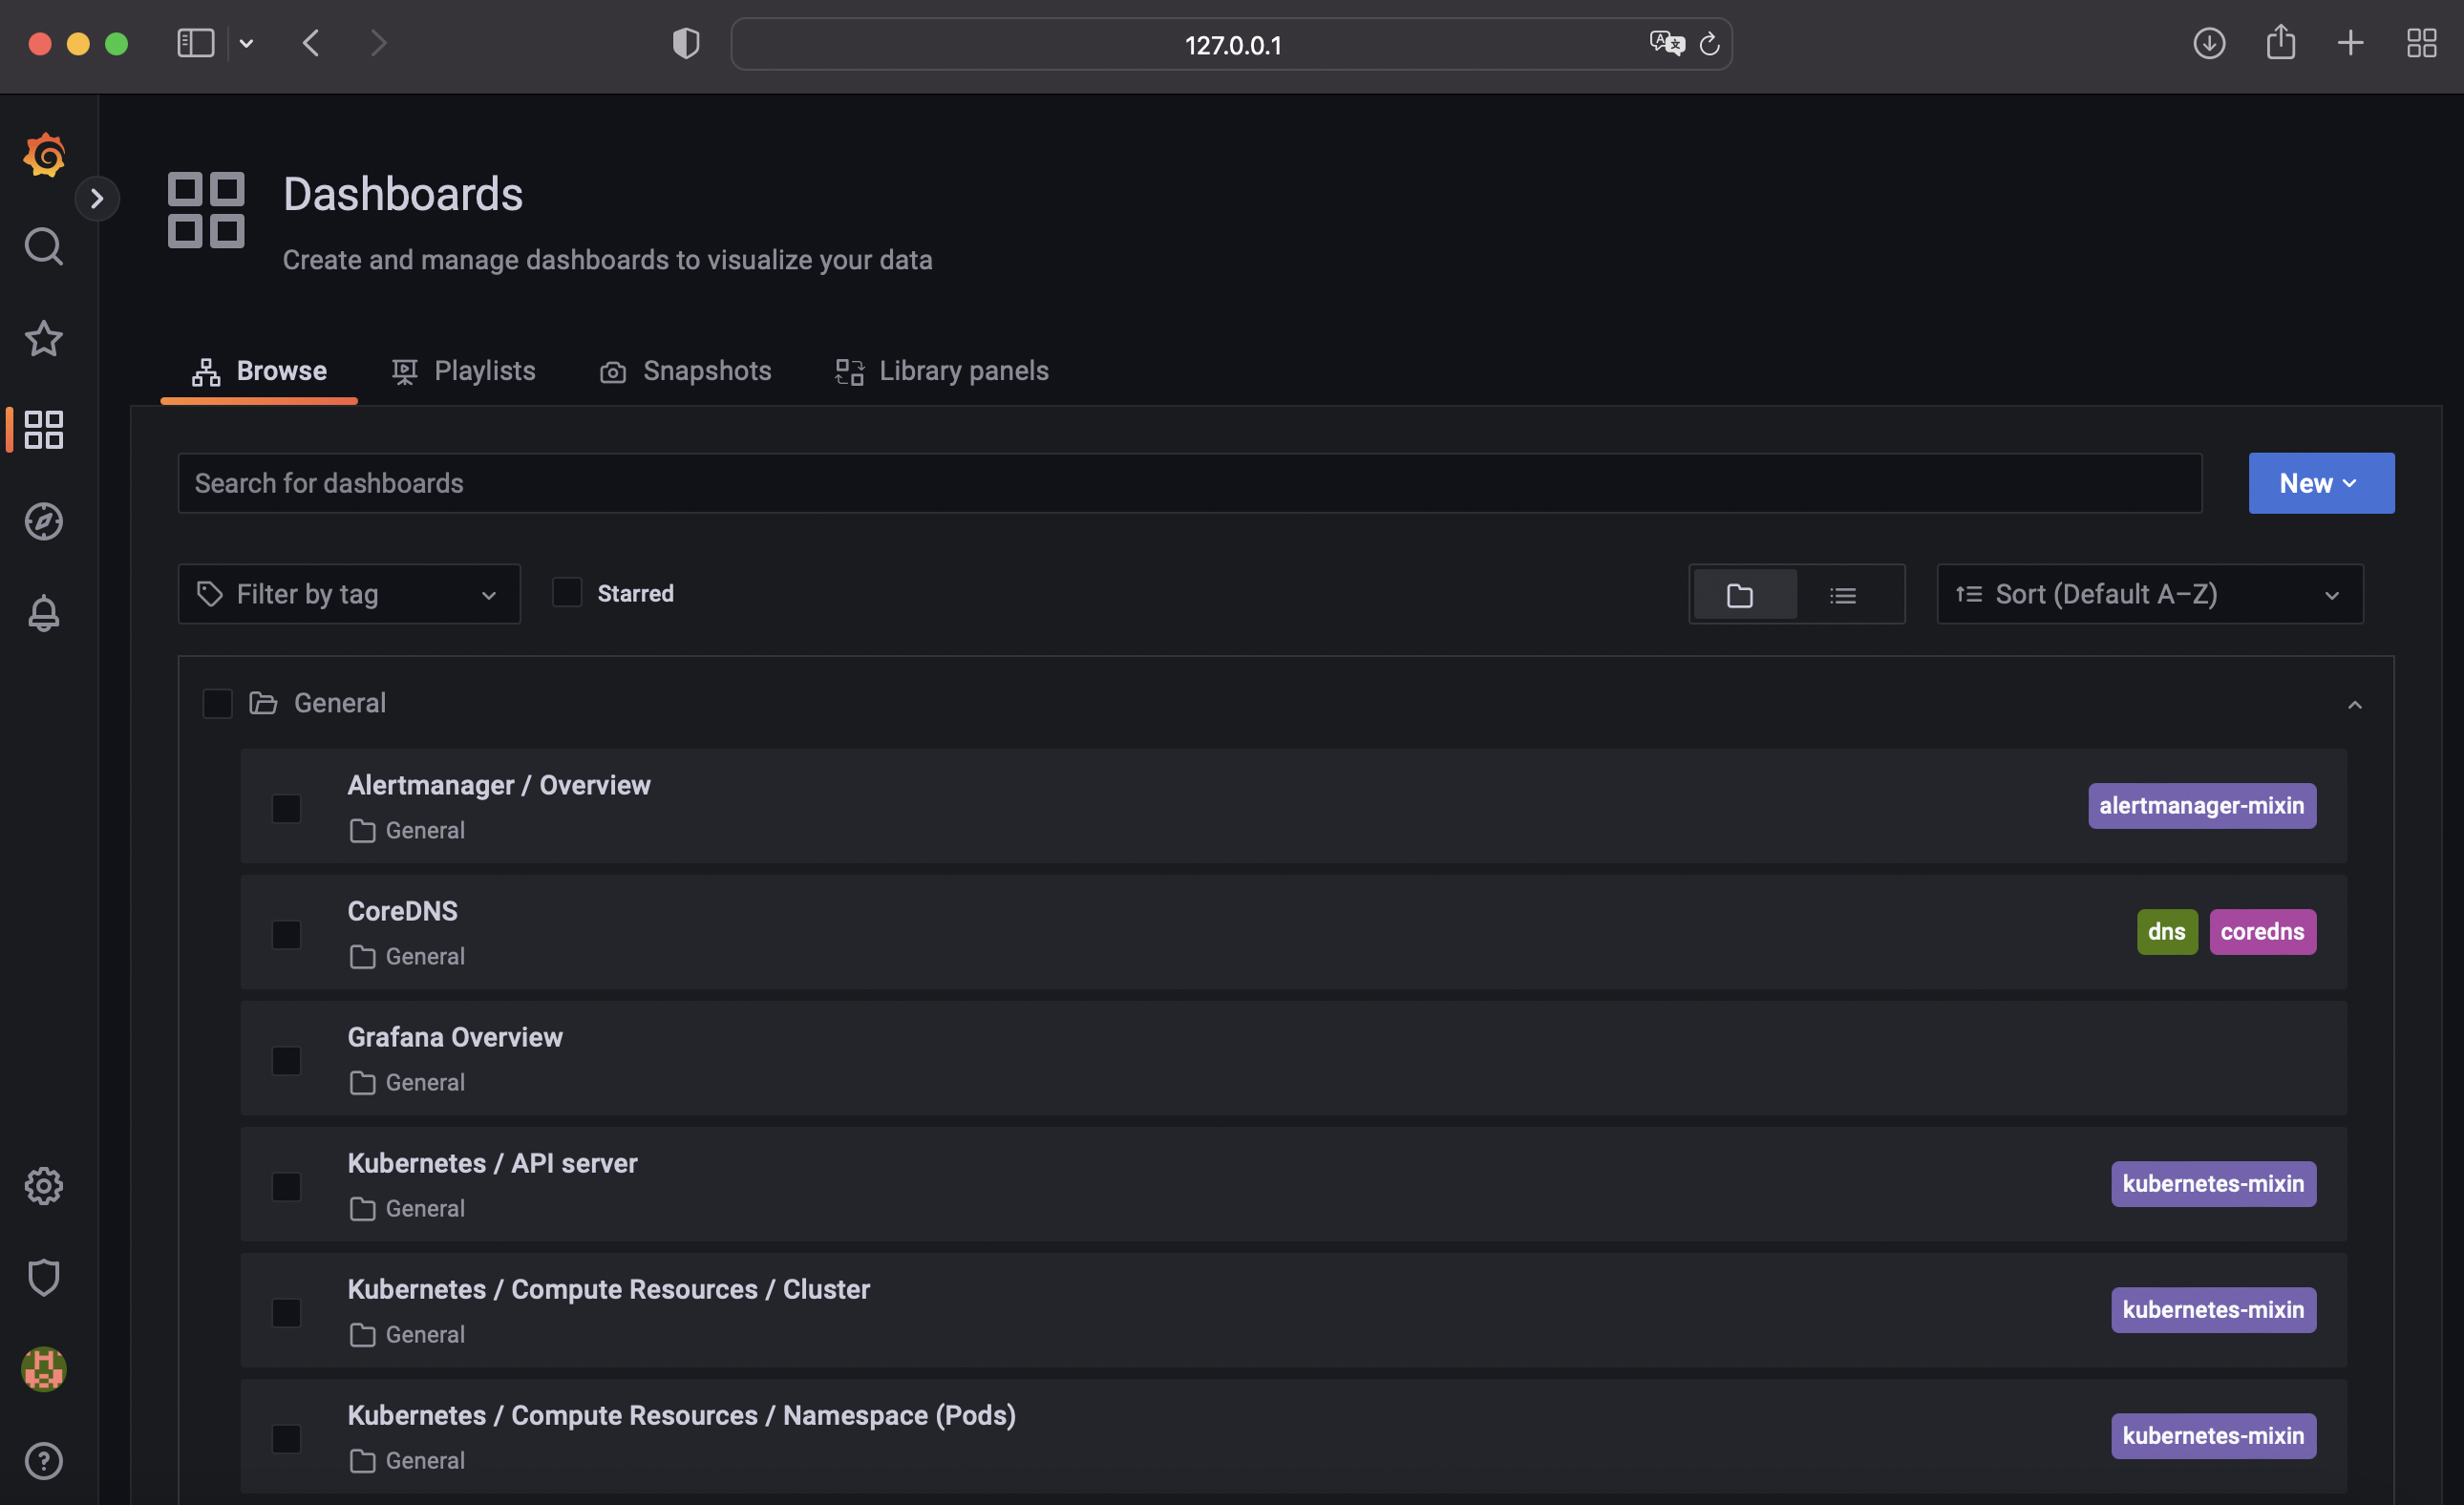 127.0.0.1
Dashboards
Create and manage dashboards to visualize your data
Browse Playlists Snapshots Library panels
Search for dashboards New
Filter by tag Starred Sort (Default A–Z)
General
Alertmanager / Overview
General
alertmanager-mixin
CoreDNS
General
dns coredns
Grafana Overview
General
Kubernetes / API server
General
kubernetes-mixin
Kubernetes / Compute Resources / Cluster
General
kubernetes-mixin
Kubernetes / Compute Resources / Namespace (Pods)
General
kubernetes-mixin